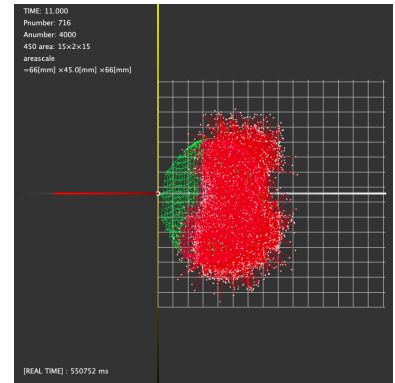 TIME: 11.000
Pnumber: 716
Anumber: 4000
450 area: 15×2×15
areascale
=66[mm] ×45.0[mm] ×66[mm]
[REAL TIME] : 550752 ms